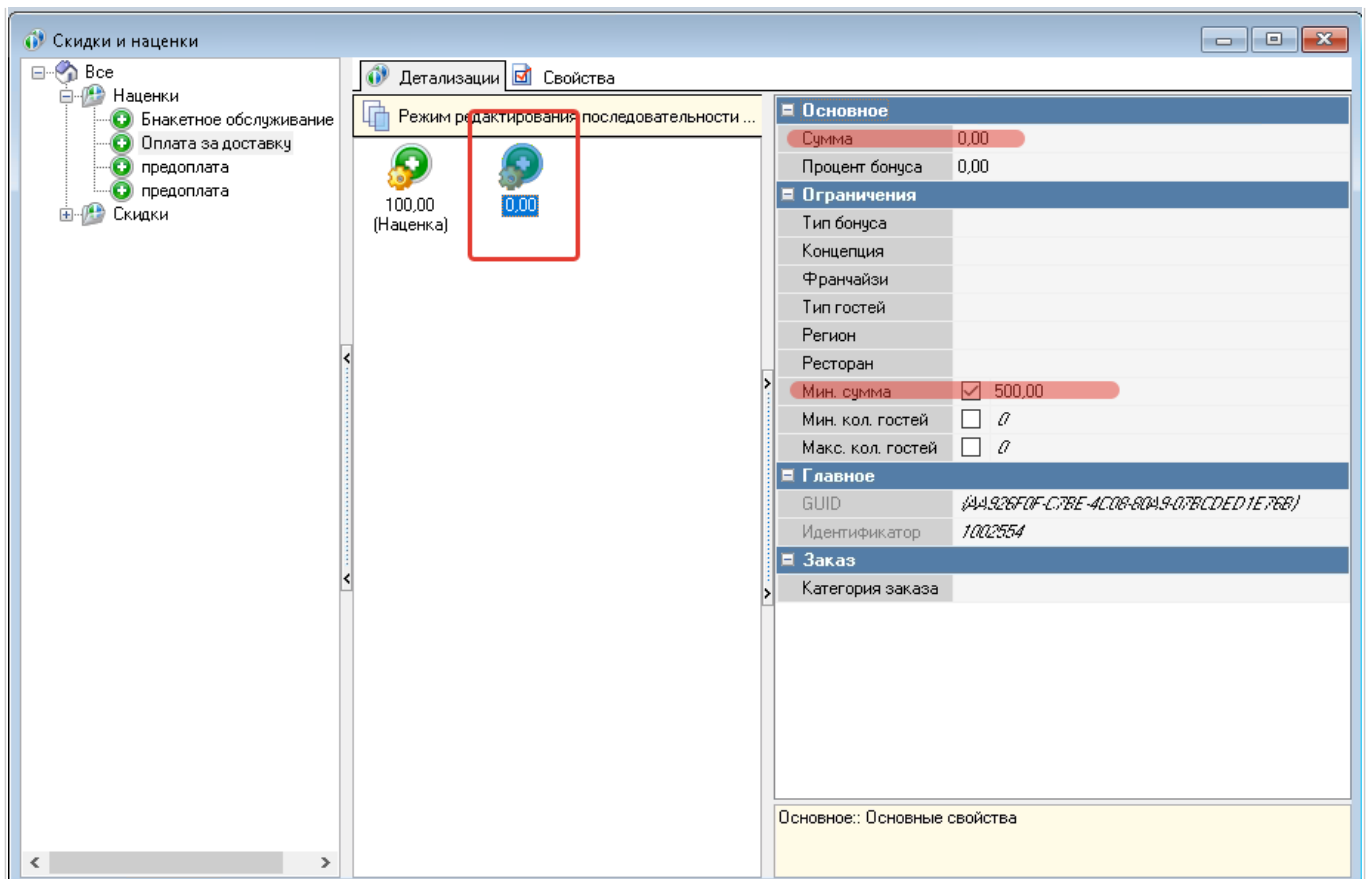 Скидки и наценки
Все
Наценки
Бнакетное обслуживание
Оплата за доставку
предоплата
предоплата
Скидки
Детализации Свойства
Режим редактирования последовательности ...
100,00
(Наценка)
0,00
Основное
Сумма 0,00
Процент бонуса 0,00
Ограничения
Тип бонуса
Концепция
Франчайзи
Тип гостей
Регион
Ресторан
Мин. сумма 500,00
Мин. кол. гостей 0
Макс. кол. гостей 0
Главное
GUID {AA926F0F-C7BE-4C08-80A9-07BCDED1E76B}
Идентификатор 1002554
Заказ
Категория заказа
Основное:: Основные свойства